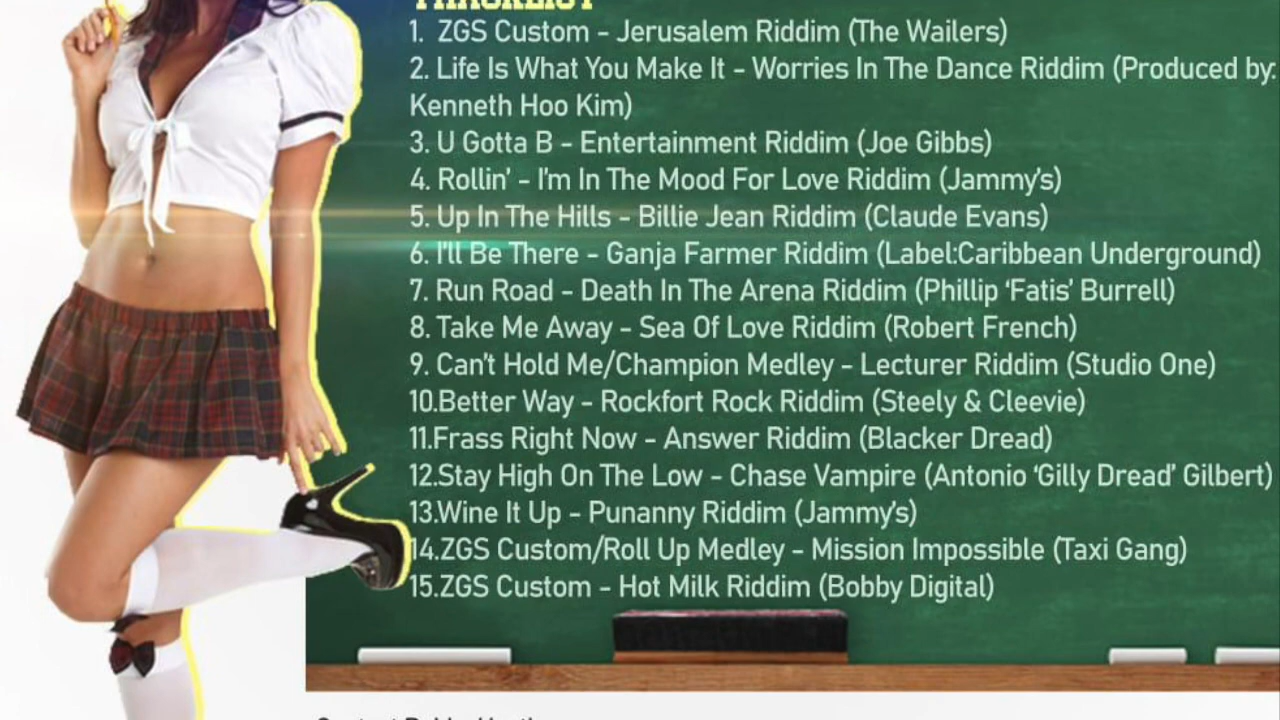 TRACKLIST
1. ZGS Custom - Jerusalem Riddim (The Wailers)
2. Life Is What You Make It - Worries In The Dance Riddim (Produced by:
Kenneth Hoo Kim)
3. U Gotta B - Entertainment Riddim (Joe Gibbs)
4. Rollin' - I'm In The Mood For Love Riddim (Jammy's)
5. Up In The Hills - Billie Jean Riddim (Claude Evans)
6. I'll Be There - Ganja Farmer Riddim (Label:Caribbean Underground)
7. Run Road - Death In The Arena Riddim (Phillip 'Fatis' Burrell)
8. Take Me Away - Sea Of Love Riddim (Robert French)
9. Can't Hold Me/Champion Medley - Lecturer Riddim (Studio One)
10.Better Way - Rockfort Rock Riddim (Steely & Cleevie)
11.Frass Right Now - Answer Riddim (Blacker Dread)
12.Stay High On The Low - Chase Vampire (Antonio 'Gilly Dread' Gilbert)
13.Wine It Up - Punanny Riddim (Jammy's)
14.ZGS Custom/Roll Up Medley - Mission Impossible (Taxi Gang)
15.ZGS Custom - Hot Milk Riddim (Bobby Digital)